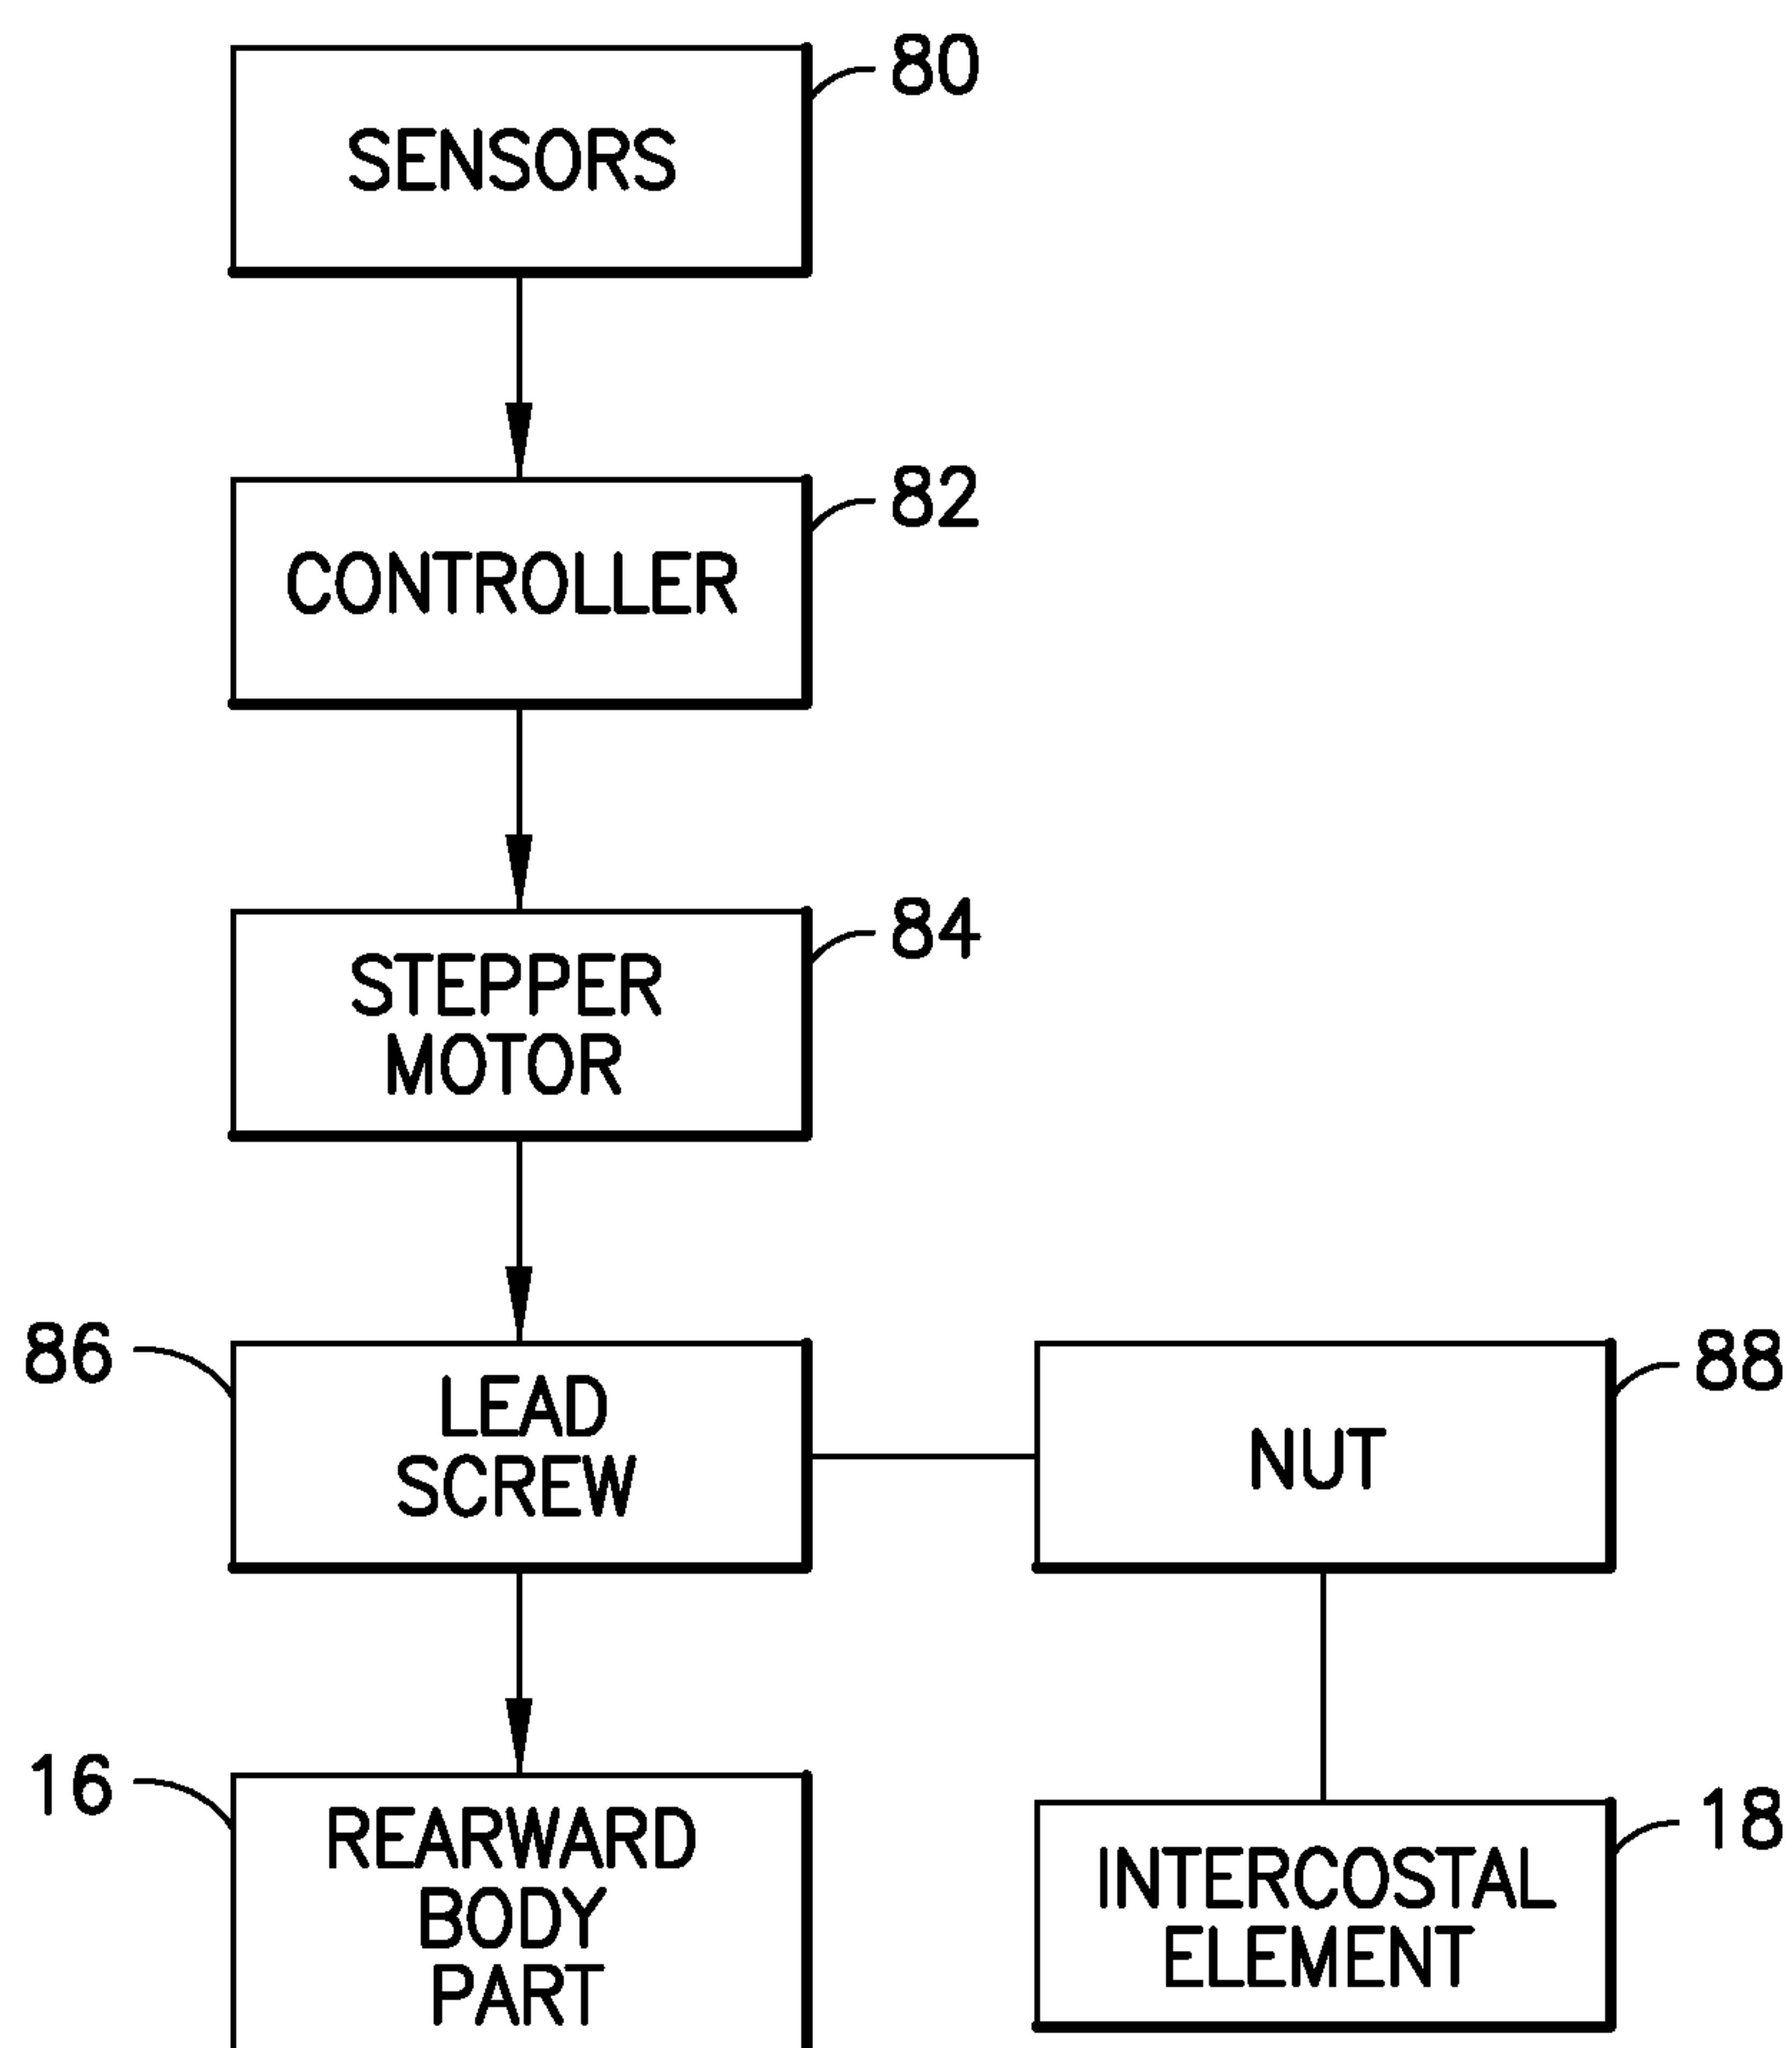 80
SENSORS
82
CONTROLLER
84
STEPPER
MOTOR
86
LEAD
SCREW
88
NUT
16
REARWARD
BODY
PART
18
INTERCOSTAL
ELEMENT